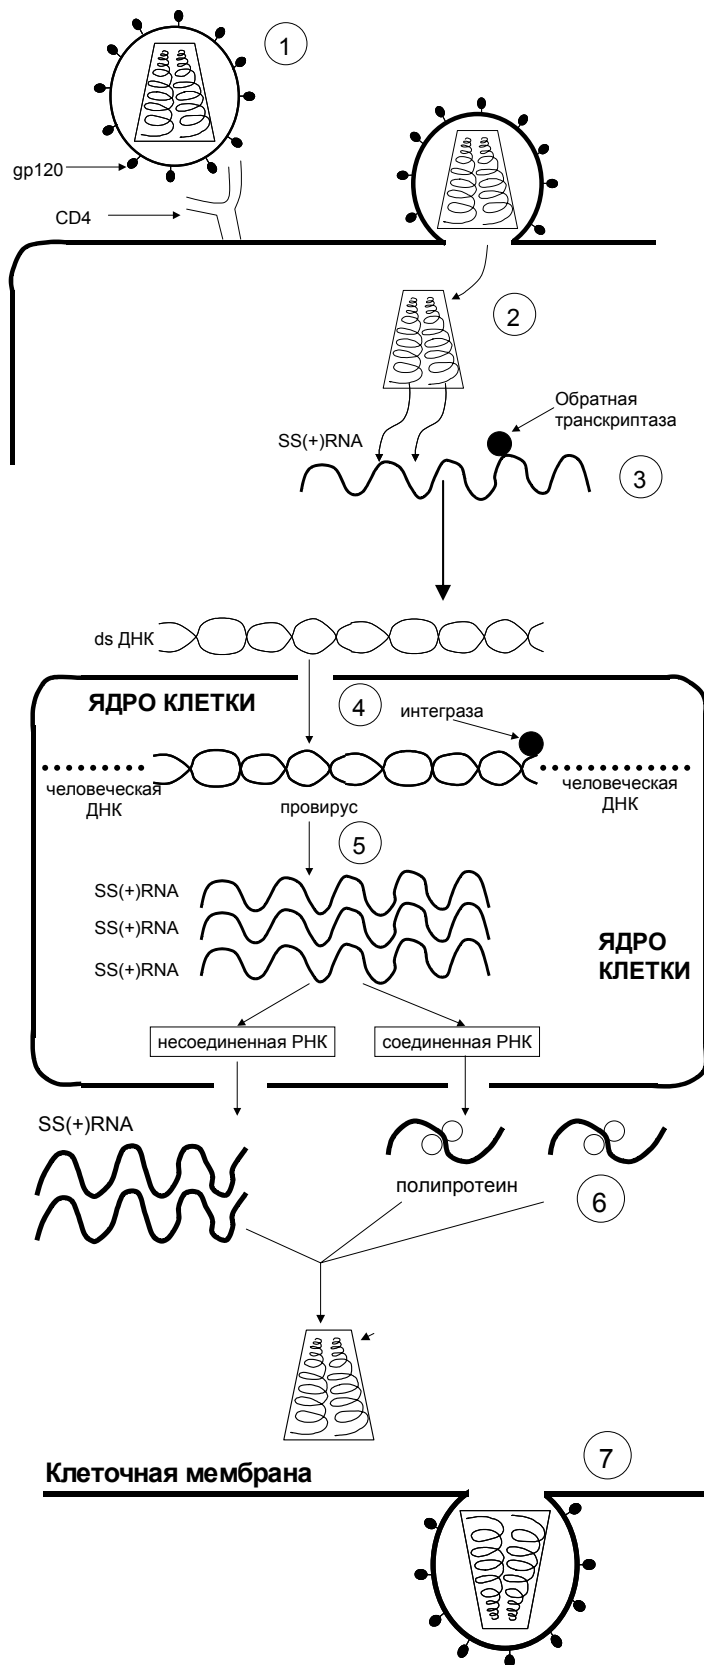 1
gp120
CD4
2
Обратная
транскриптаза
SS(+)RNA
3
ds ДНК
ЯДРО КЛЕТКИ
4
интеграза
человеческая
ДНК
человеческая
ДНК
провирус
5
SS(+)RNA
SS(+)RNA
SS(+)RNA
ЯДРО
КЛЕТКИ
несоединенная РНК
соединенная РНК
SS(+)RNA
полипротеин
6
Клеточная мембрана
7